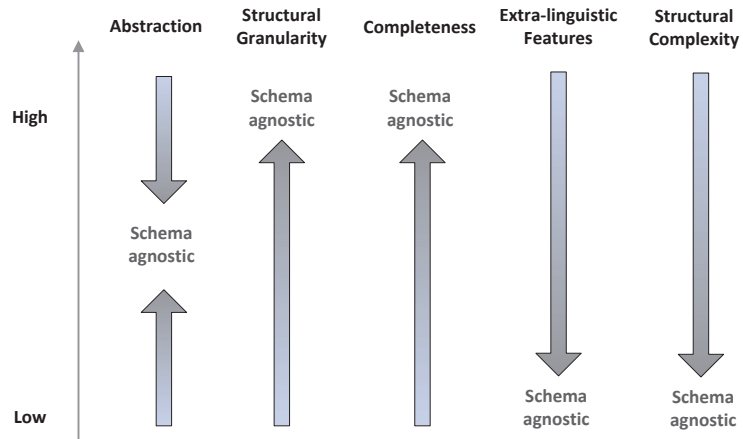 Abstraction
Structural
Granularity
Completeness
Extra-linguistic
Features
Structural
Complexity
High
Schema
agnostic
Schema
agnostic
Schema
agnostic
Low
Schema
agnostic
Schema
agnostic